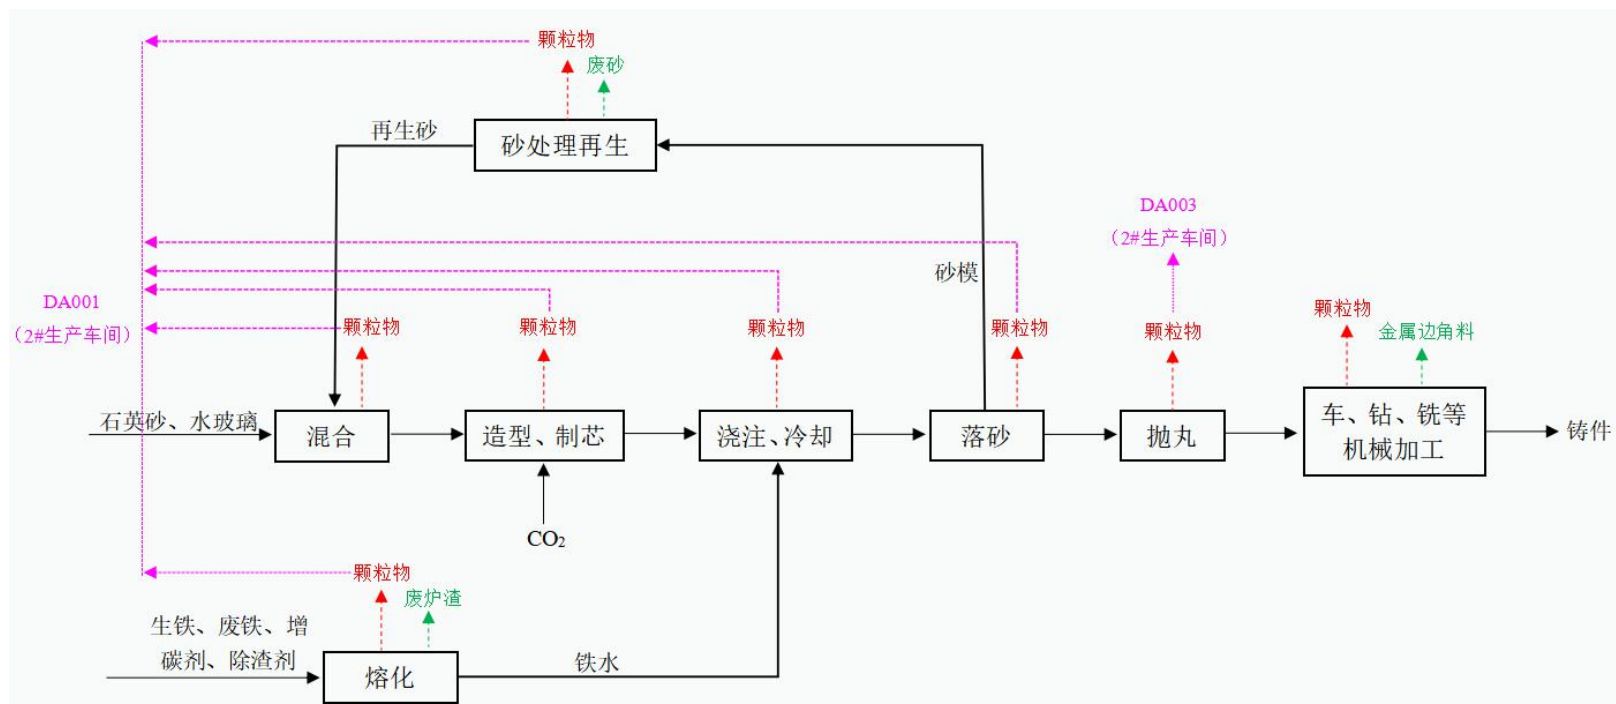 颗粒物
废砂
再生砂
砂处理再生
DA003
（2#生产车间）
砂模
DA001
（2#生产车间）
颗粒物
颗粒物
颗粒物
颗粒物
颗粒物
颗粒物
金属边角料
石英砂、水玻璃
混合
造型、制芯
浇注、冷却
落砂
抛丸
车、钻、铣等
机械加工
铸件
CO₂
颗粒物
废炉渣
生铁、废铁、增
碳剂、除渣剂
熔化
铁水